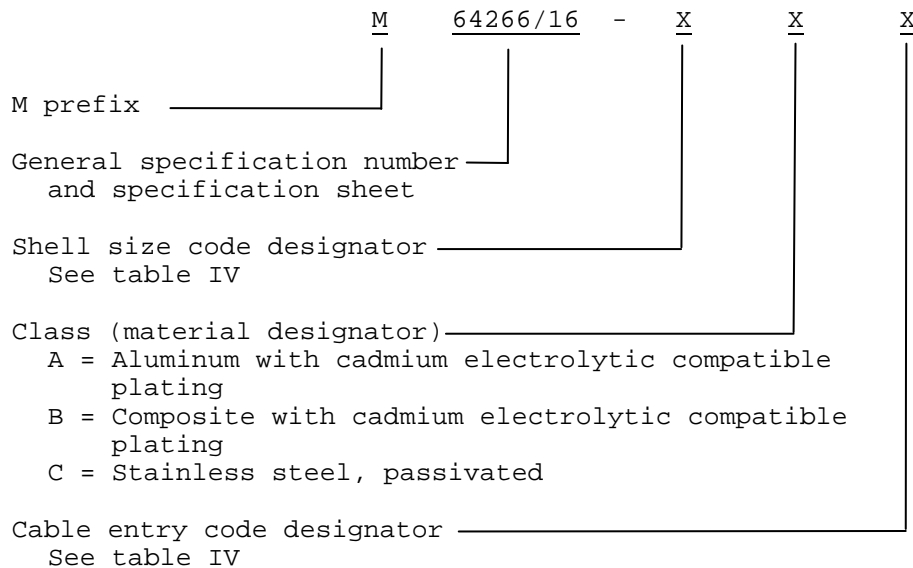 M 64266/16 - X X X
M prefix
General specification number
and specification sheet
Shell size code designator
See table IV
Class (material designator)
A = Aluminum with cadmium electrolytic compatible
plating
B = Composite with cadmium electrolytic compatible
plating
C = Stainless steel, passivated
Cable entry code designator
See table IV